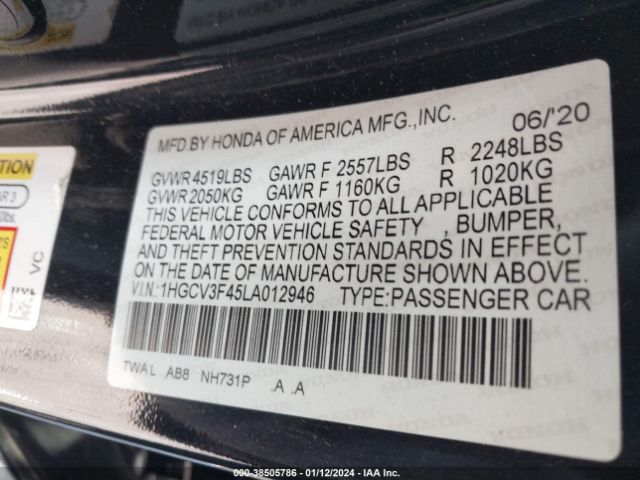 MFD.BY HONDA OF AMERICA MFG.,INC. 06/'20
GVWR 4519LBS GAWR F 2557LBS R 2248LBS
GVWR 2050KG GAWR F 1160KG R 1020KG
THIS VEHICLE CONFORMS TO ALL APPLICABLE
FEDERAL MOTOR VEHICLE SAFETY , BUMPER,
AND THEFT PREVENTION STANDARDS IN EFFECT
ON THE DATE OF MANUFACTURE SHOWN ABOVE.
V.I.N.:1HGCV3F45LA012946 TYPE:PASSENGER CAR
TWA L AB8 NH731P .A .A
VC
00-38505786 - 01/12/2024 - IAA Inc.